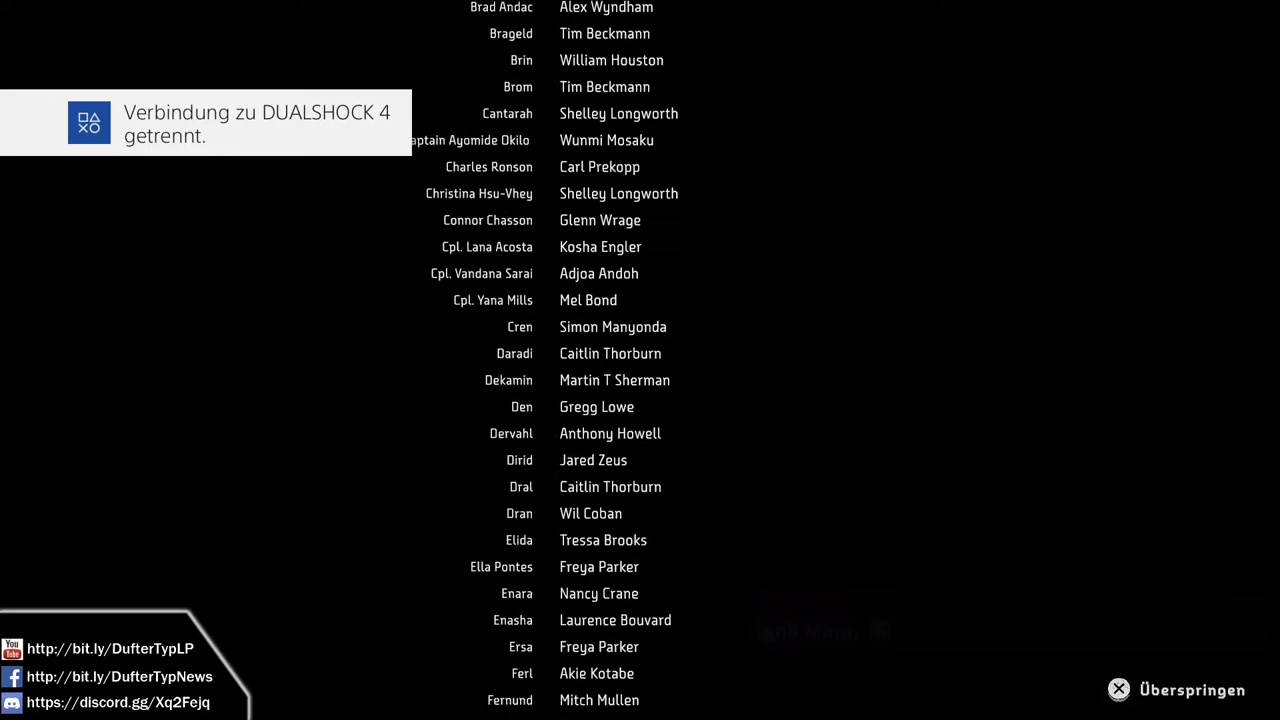 Brad Andac Alex Wyndham
Brageld Tim Beckmann
Brin William Houston
Brom Tim Beckmann
Cantarah Shelley Longworth
aptain Ayomide Okilo Wunmi Mosaku
Charles Ronson Carl Prekopp
Christina Hsu-Vhey Shelley Longworth
Connor Chasson Glenn Wrage
Cpl. Lana Acosta Kosha Engler
Cpl. Vandana Sarai Adjoa Andoh
Cpl. Yana Mills Mel Bond
Cren Simon Manyonda
Daradi Caitlin Thorburn
Dekamin Martin T Sherman
Den Gregg Lowe
Dervahl Anthony Howell
Dirid Jared Zeus
Dral Caitlin Thorburn
Dran Wil Coban
Elida Tressa Brooks
Ella Pontes Freya Parker
Enara Nancy Crane
Enasha Laurence Bouvard
Ersa Freya Parker
Ferl Akie Kotabe
Fernund Mitch Mullen
Verbindung zu DUALSHOCK 4
getrennt.
You
Tube
http://bit.ly/DufterTypLP
http://bit.ly/DufterTypNews
https://discord.gg/Xq2Fejq
Überspringen